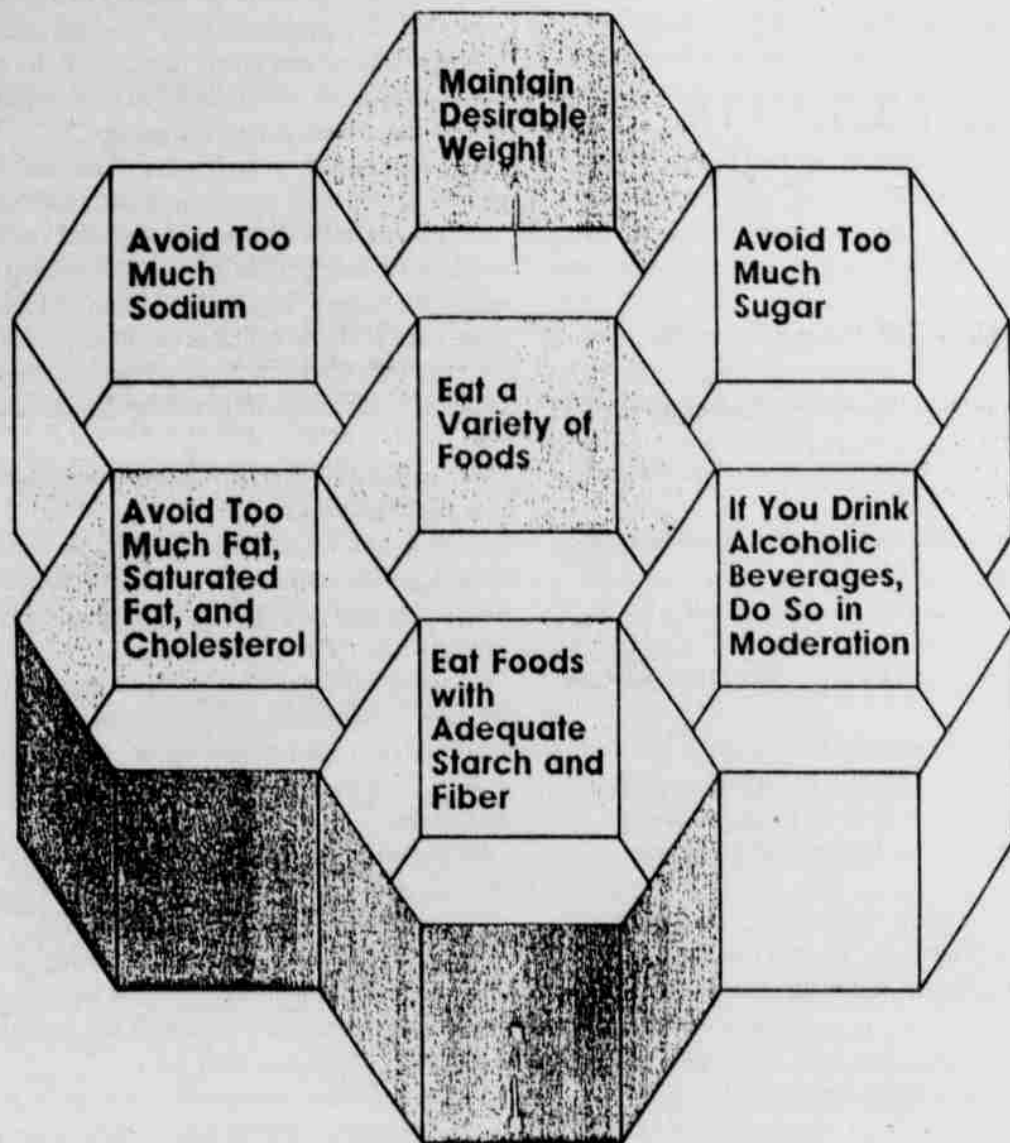 Maintain
Desirable
Weight
Avoid Too
Much
Sodium
Avoid Too
Much
Sugar
Eat a
Variety of
Foods
Avoid Too
Much Fat,
Saturated
Fat, and
Cholesterol
If You Drink
Alcoholic
Beverages,
Do So in
Moderation
Eat Foods
with
Adequate
Starch and
Fiber